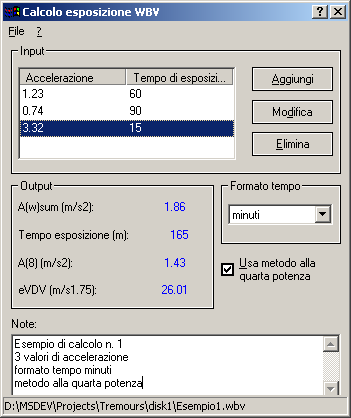 Calcolo esposizione WBV
File ?
Input
Accelerazione Tempo di esposizi...
1.23 60
0.74 90
3.32 15
Aggiungi
Modifica
Elimina
Output
A(w)sum (m/s2): 1.86
Tempo esposizione (m): 165
A(8) (m/s2): 1.43
eVDV (m/s1.75): 26.01
Formato tempo
minuti
Usa metodo alla
quarta potenza
Note:
Esempio di calcolo n. 1
3 valori di accelerazione
formato tempo minuti
metodo alla quarta potenza
D:\MSDEV\Projects\Tremours\disk1\Esempio1.wbv